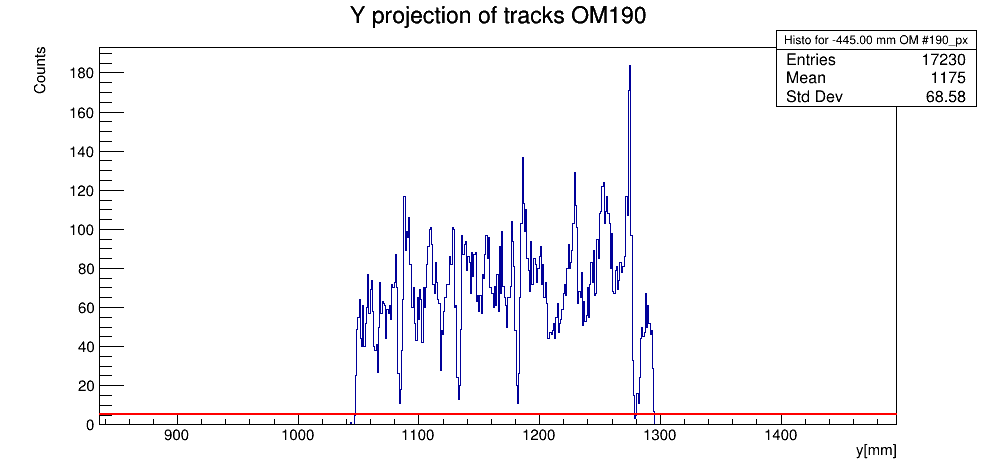 Y projection of tracks OM190
Histo for -445.00 mm OM #190_px
Entries 17230
Mean 1175
Std Dev 68.58
Counts
180
160
140
120
100
80
60
40
20
0
900 1000 1100 1200 1300 1400
y[mm]